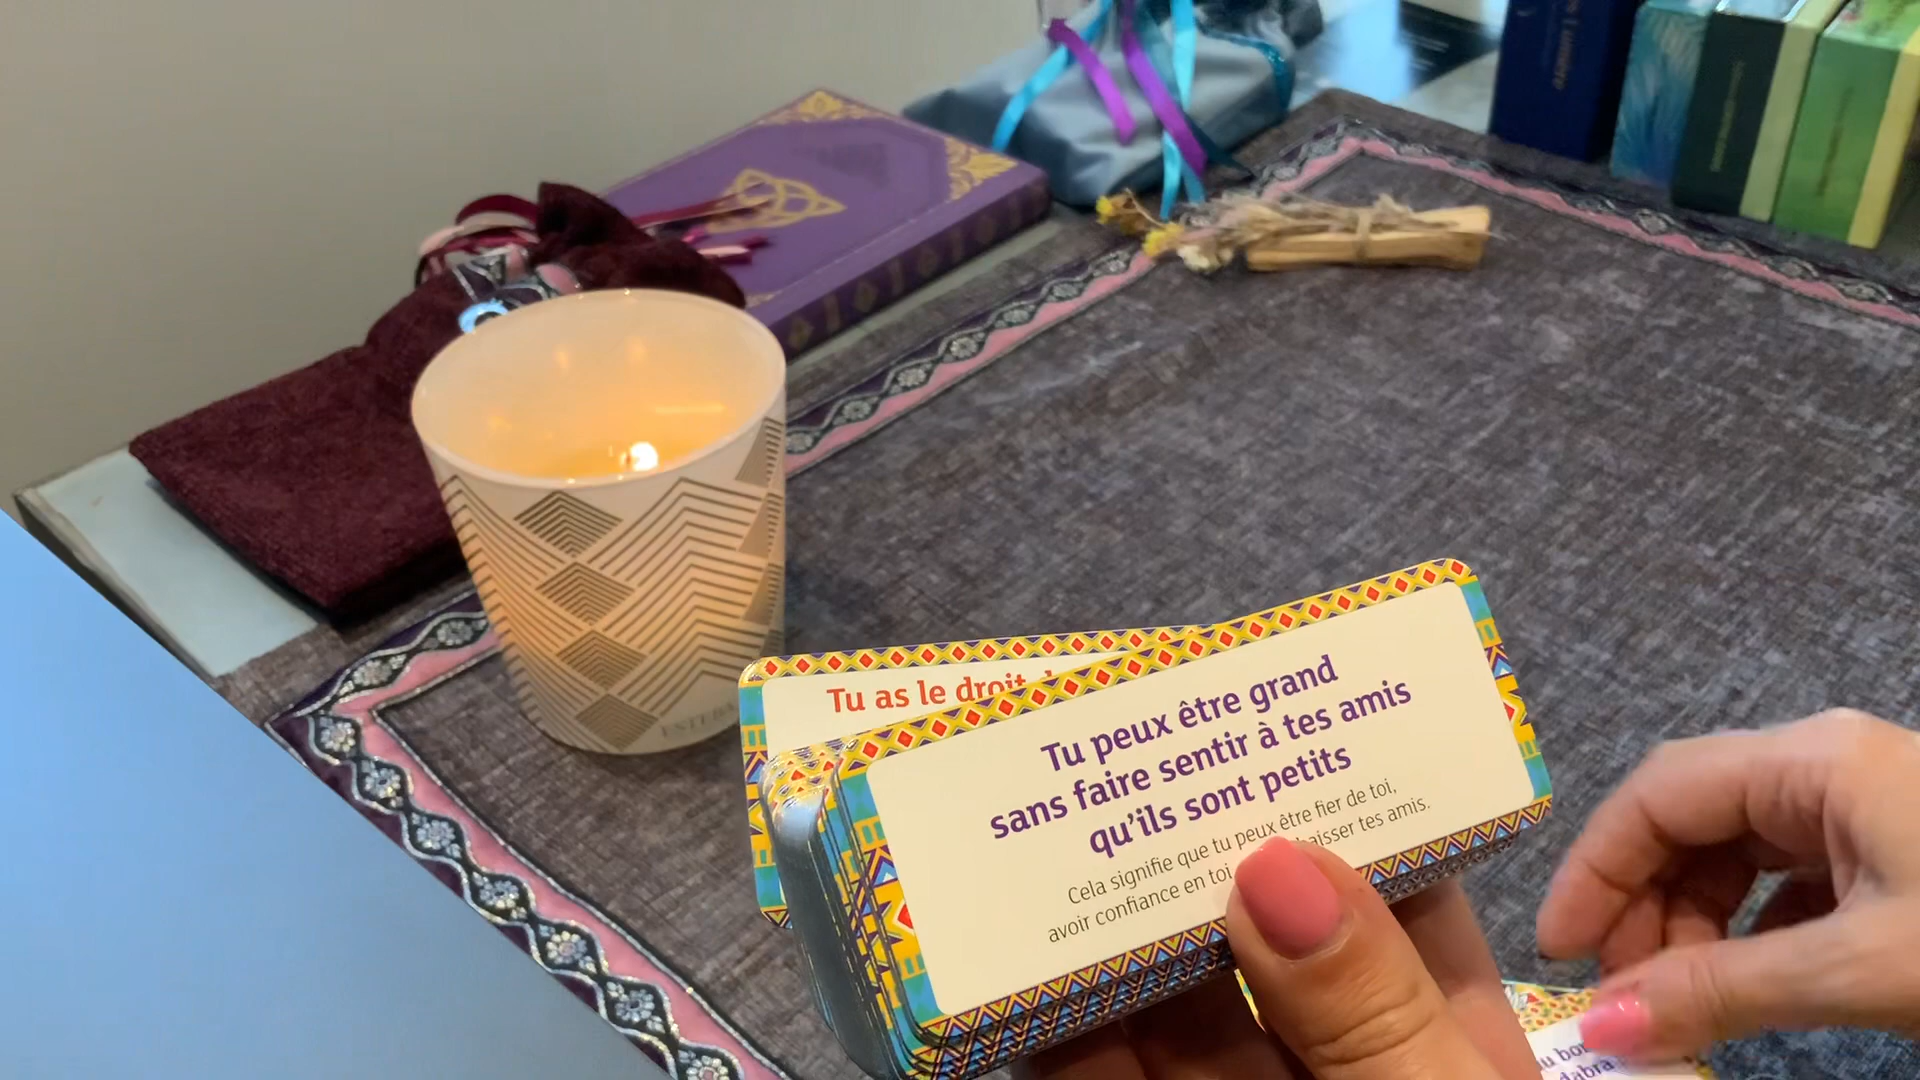 Tu as le droit
Tu peux être grand
sans faire sentir à tes amis
qu'ils sont petits
Cela signifie que tu peux être fier de toi,
avoir confiance en toi baisser tes amis.